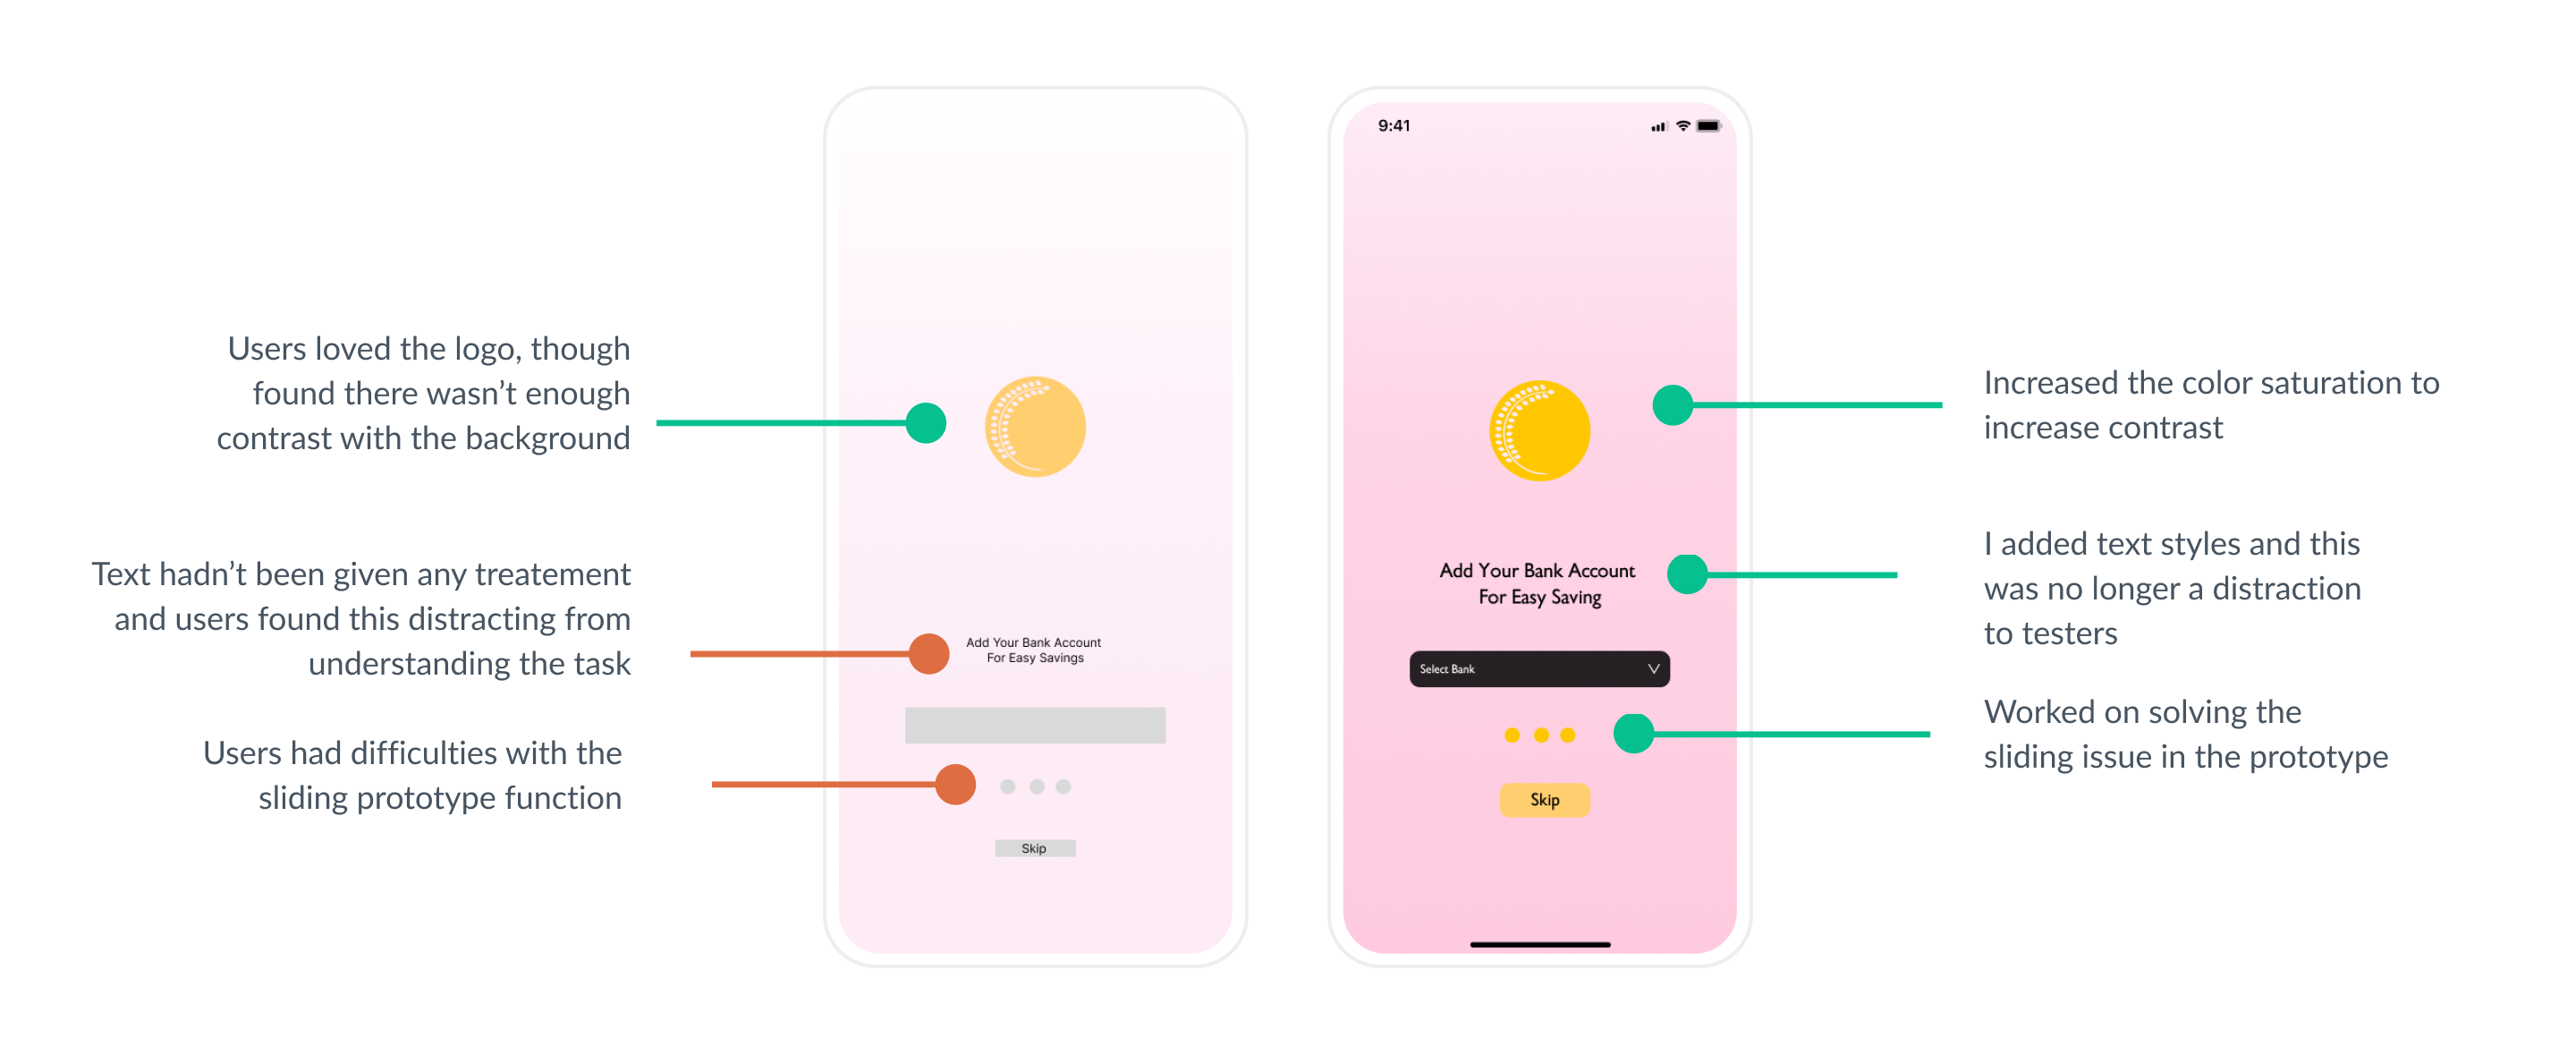 Users loved the logo, though
found there wasn't enough
contrast with the background
Text hadn't been given any treatement
and users found this distracting from
understanding the task
Users had difficulties with the
sliding prototype function
Add Your Bank Account
For Easy Savings
Skip
9:41
Add Your Bank Account
For Easy Saving
Select Bank
Skip
Increased the color saturation to
increase contrast
I added text styles and this
was no longer a distraction
to testers
Worked on solving the
sliding issue in the prototype